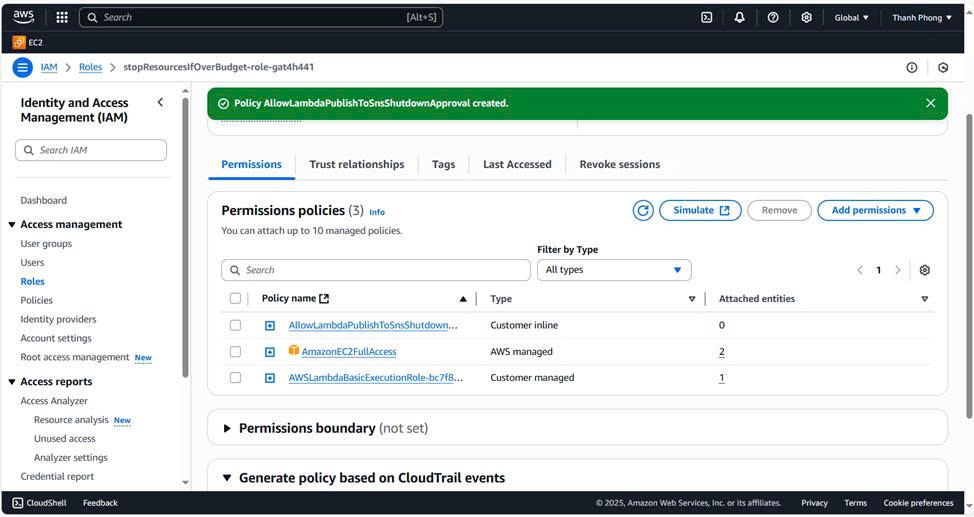 aws
Search [Alt+S] Global Thanh Phong
EC2
IAM Roles stopResourcesIfOverBudget-role-gat4h441
Identity and Access
Management (IAM)
Search IAM
Dashboard
Access management
User groups
Users
Roles
Policies
Identity providers
Account settings
Root access management New
Access reports
Access Analyzer
Resource analysis New
Unused access
Analyzer settings
Credential report
Policy AllowLambdaPublishToSnsShutdownApproval created.
Permissions Trust relationships Tags Last Accessed Revoke sessions
Permissions policies (3) Info
Simulate Remove Add permissions
You can attach up to 10 managed policies.
Filter by Type
Search All types 1
Policy name Type Attached entities
AllowLambdaPublishToSnsShutdown... Customer inline 0
AmazonEC2FullAccess AWS managed 2
AWSLambdaBasicExecutionRole-bc7f8... Customer managed 1
Permissions boundary (not set)
Generate policy based on CloudTrail events
CloudShell Feedback © 2025, Amazon Web Services, Inc. or its affiliates. Privacy Terms Cookie preferences